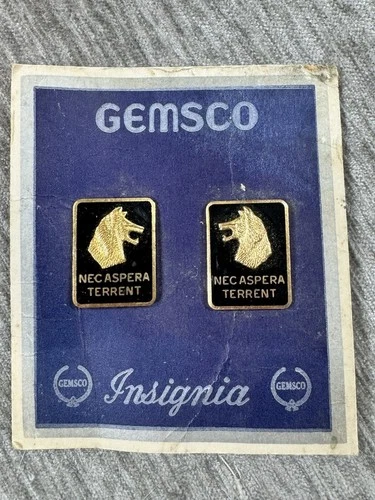 GEMSCO
NEC ASPERA
TERRENT
NEC ASPERA
TERRENT
GEMSCO
Insignia
GEMSCO